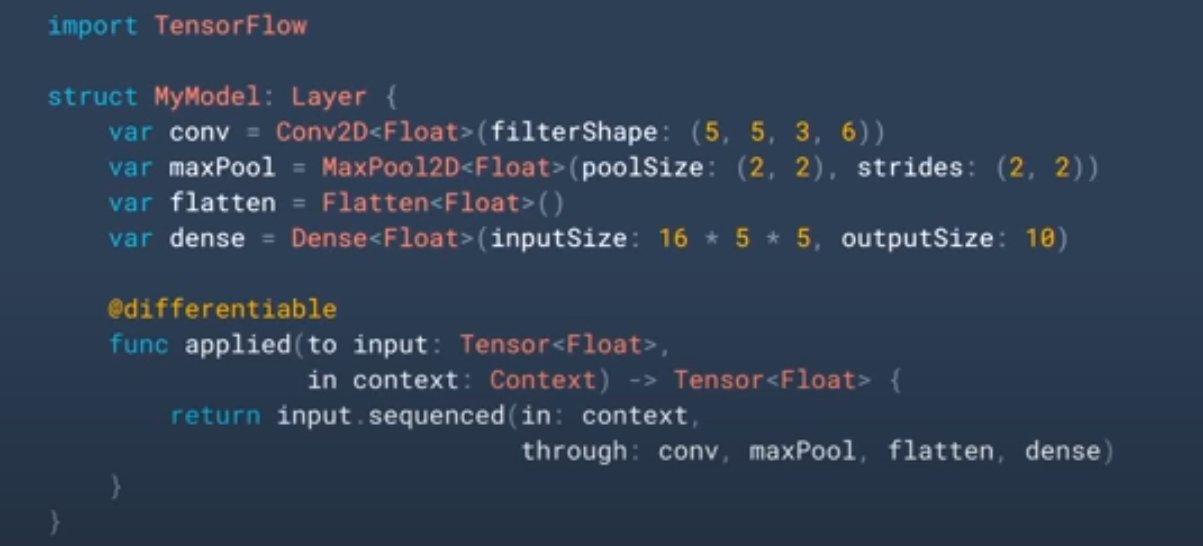 import TensorFlow
struct MyModel: Layer {
var conv = Conv2D<Float>(filterShape: (5, 5, 3, 6))
var maxPool = MaxPool2D<Float>(poolSize: (2, 2), strides: (2, 2))
var flatten = Flatten<Float>()
var dense = Dense<Float>(inputSize: 16 * 5 * 5, outputSize: 10)
@differentiable
func applied(to input: Tensor<Float>,
in context: Context) -> Tensor<Float> {
return input.sequenced(in: context,
through: conv, maxPool, flatten, dense)
}
}